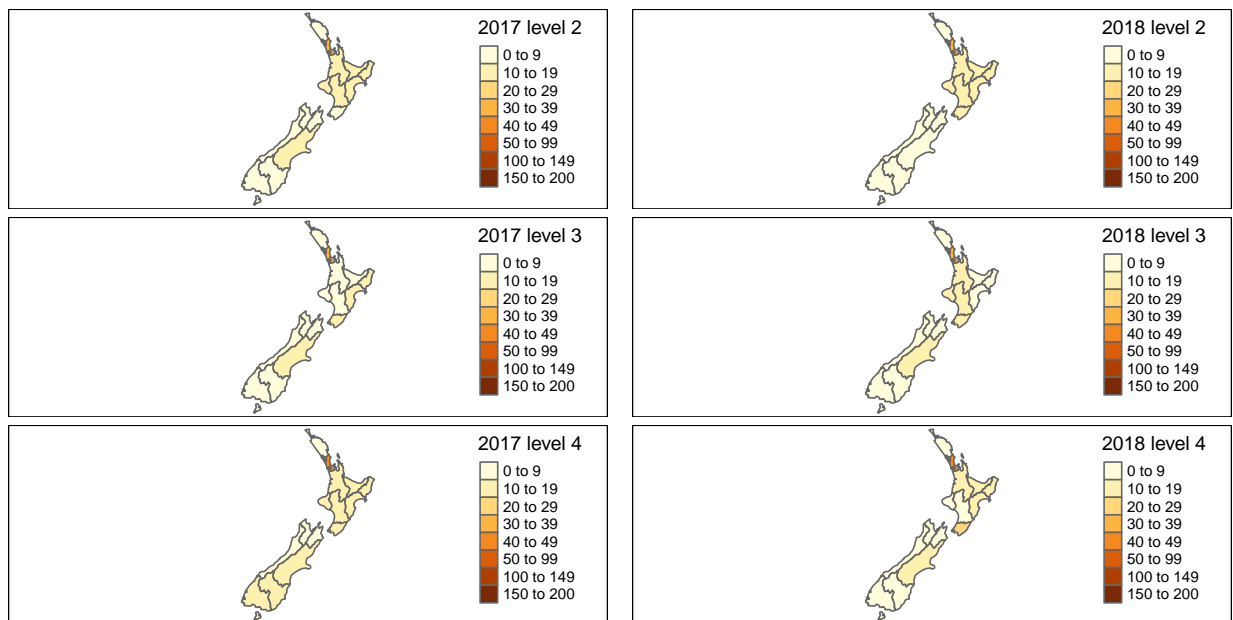 2017 level 2
0 to 9
10 to 19
20 to 29
30 to 39
40 to 49
50 to 99
100 to 149
150 to 200
2018 level 2
0 to 9
10 to 19
20 to 29
30 to 39
40 to 49
50 to 99
100 to 149
150 to 200
2017 level 3
0 to 9
10 to 19
20 to 29
30 to 39
40 to 49
50 to 99
100 to 149
150 to 200
2018 level 3
0 to 9
10 to 19
20 to 29
30 to 39
40 to 49
50 to 99
100 to 149
150 to 200
2017 level 4
0 to 9
10 to 19
20 to 29
30 to 39
40 to 49
50 to 99
100 to 149
150 to 200
2018 level 4
0 to 9
10 to 19
20 to 29
30 to 39
40 to 49
50 to 99
100 to 149
150 to 200